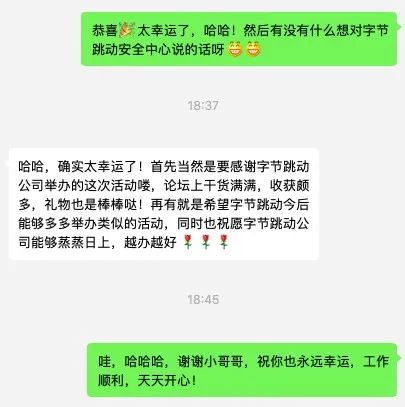 恭喜🎉太幸运了，哈哈！然后有没有什么想对字节
跳动安全中心说的话呀😁😁
18:37
哈哈，确实太幸运了！首先当然是要感谢字节跳动
公司举办的这次活动喽，论坛上干货满满，收获颇
多，礼物也是棒棒哒！再有就是希望字节跳动今后
能够多多举办类似的活动，同时也祝愿字节跳动公
司能够蒸蒸日上，越办越好🌹🌹🌹
18:45
哇，哈哈哈，谢谢小哥哥，祝你也永远幸运，工作
顺利，天天开心！